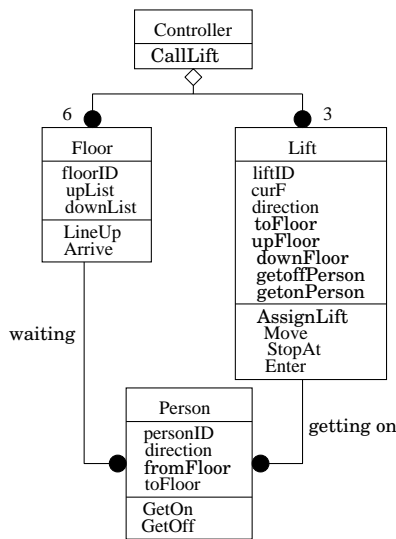 Controller
CallLift
6
3
Floor
floorID
upList
downList
LineUp
Arrive
Lift
liftID
curF
direction
toFloor
upFloor
downFloor
getoffPerson
getonPerson
AssignLift
Move
StopAt
Enter
waiting
getting on
Person
personID
direction
fromFloor
toFloor
GetOn
GetOff